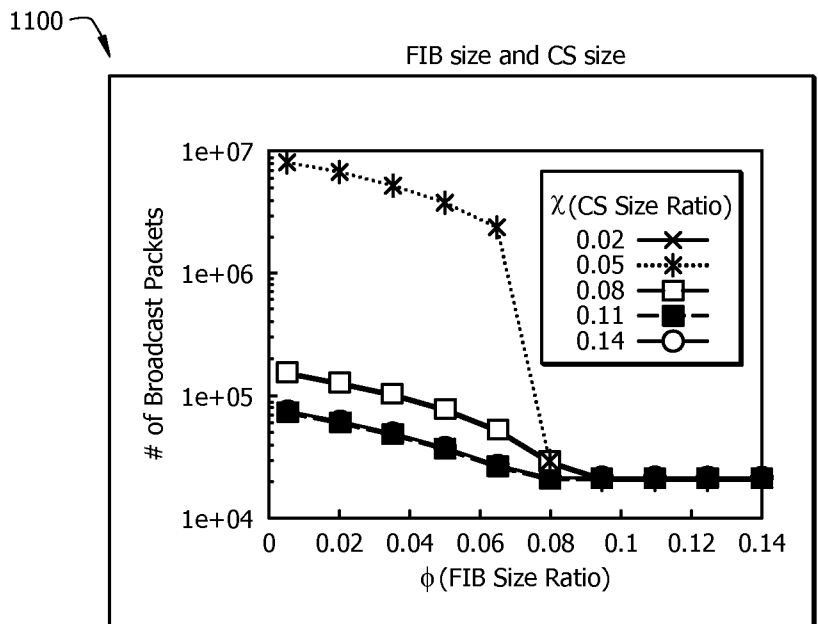 1100
FIB size and CS size
1e+07
1e+06
1e+05
1e+04
# of Broadcast Packets
χ(CS Size Ratio)
0.02
0.05
0.08
0.11
0.14
0 0.02 0.04 0.06 0.08 0.1 0.12 0.14
ϕ(FIB Size Ratio)